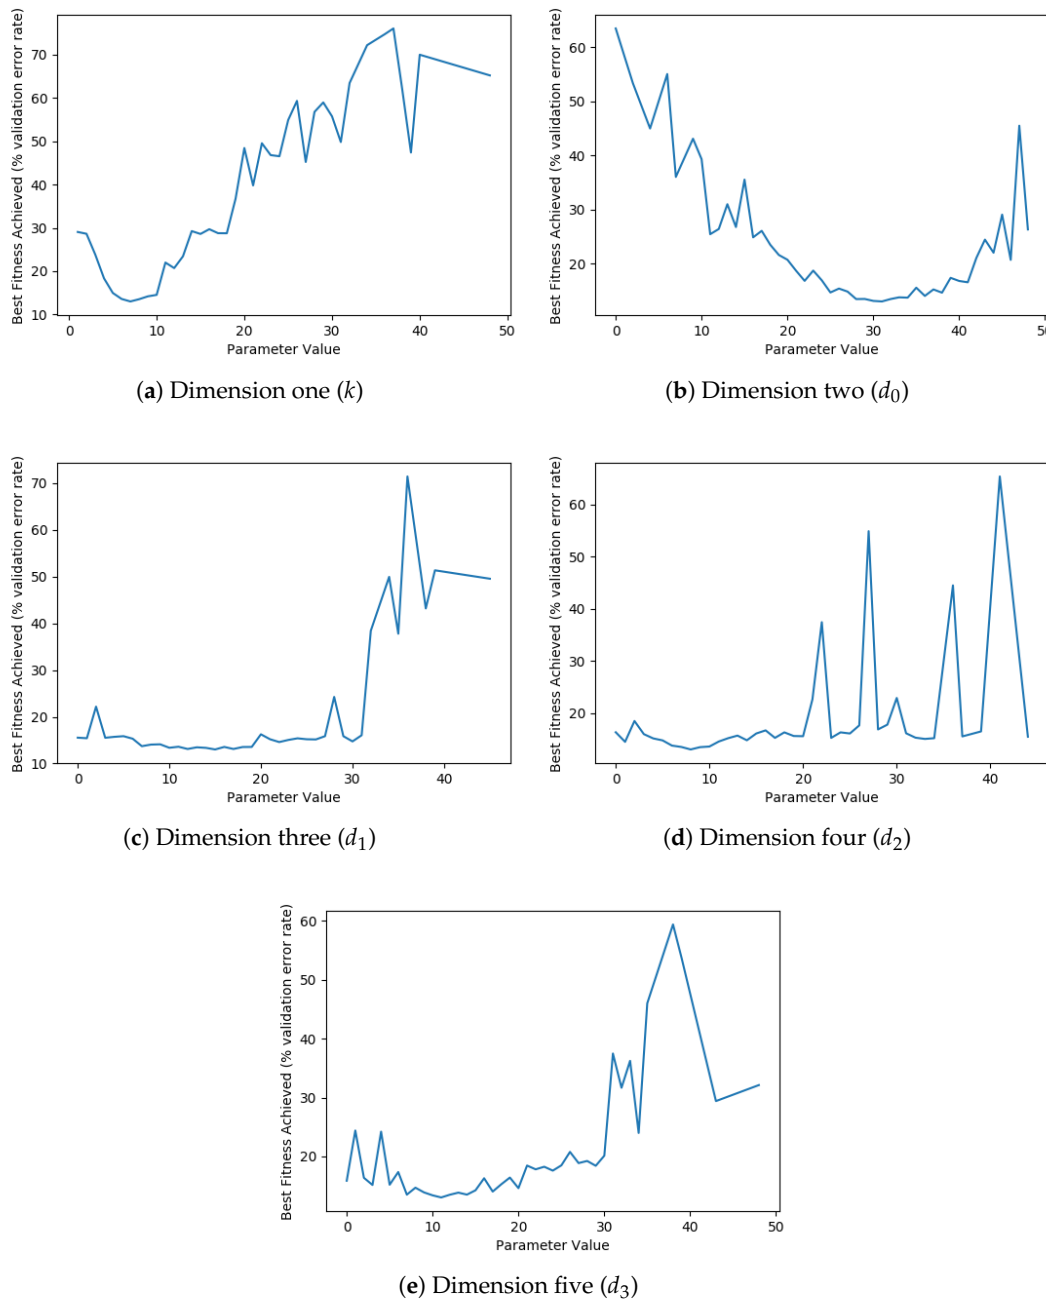 70
60
50
40
30
20
10
0 10 20 30 40 50
Best Fitness Achieved (% validation error rate)
Parameter Value
(a) Dimension one (k)
60
50
40
30
20
0 10 20 30 40 50
Best Fitness Achieved (% validation error rate)
Parameter Value
(b) Dimension two (d0)
70
60
50
40
30
20
10
0 10 20 30 40
Best Fitness Achieved (% validation error rate)
Parameter Value
(c) Dimension three (d1)
60
50
40
30
20
0 10 20 30 40
Best Fitness Achieved (% validation error rate)
Parameter Value
(d) Dimension four (d2)
60
50
40
30
20
0 10 20 30 40 50
Best Fitness Achieved (% validation error rate)
Parameter Value
(e) Dimension five (d3)